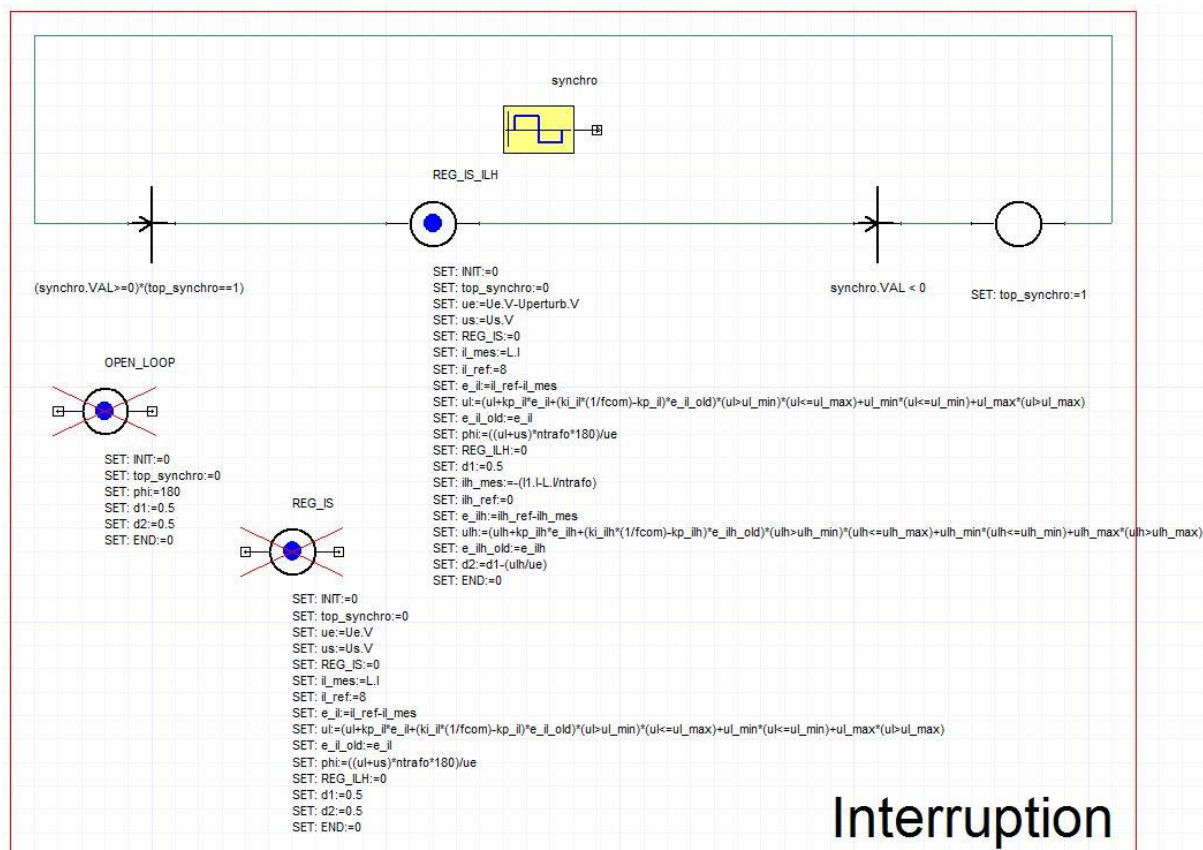 synchro
REG_IS_ILH
(synchro.VAL>=0)*(top_synchro==1)
SET: INIT:=0
SET: top_synchro:=0
SET: ue:=Ue.V-Uperturb.V
SET: us:=Us.V
SET: REG_IS:=0
SET: il_mes:=L.I
SET: il_ref:=8
SET: e_il:=il_ref-il_mes
SET: ul:=(ul+kp_il*e_il+(ki_il*(1/fcom)-kp_il)*e_il_old)*(ul>ul_min)*(ul<=ul_max)+ul_min*(ul<=ul_min)+ul_max*(ul>ul_max)
SET: e_il_old:=e_il
SET: phi:=((ul+us)*ntrafo*180)/ue
SET: REG_ILH:=0
SET: d1:=0.5
SET: ilh_mes:=-(l1.I-L.I/ntrafo)
SET: ilh_ref:=0
SET: e_ilh:=ilh_ref-ilh_mes
SET: ulh:=(ulh+kp_ilh*e_ilh+(ki_ilh*(1/fcom)-kp_ilh)*e_ilh_old)*(ulh>ulh_min)*(ulh<=ulh_max)+ulh_min*(ulh<=ulh_min)+ulh_max*(ulh>ulh_max)
SET: e_ilh_old:=e_ilh
SET: d2:=d1-(ulh/ue)
SET: END:=0
synchro.VAL < 0
SET: top_synchro:=1
OPEN_LOOP
SET: INIT:=0
SET: top_synchro:=0
SET: phi:=180
SET: d1:=0.5
SET: d2:=0.5
SET: END:=0
REG_IS
SET: INIT:=0
SET: top_synchro:=0
SET: ue:=Ue.V
SET: us:=Us.V
SET: REG_IS:=0
SET: il_mes:=L.I
SET: il_ref:=8
SET: e_il:=il_ref-il_mes
SET: ul:=(ul+kp_il*e_il+(ki_il*(1/fcom)-kp_il)*e_il_old)*(ul>ul_min)*(ul<=ul_max)+ul_min*(ul<=ul_min)+ul_max*(ul>ul_max)
SET: e_il_old:=e_il
SET: phi:=((ul+us)*ntrafo*180)/ue
SET: REG_ILH:=0
SET: d1:=0.5
SET: d2:=0.5
SET: END:=0
Interruption